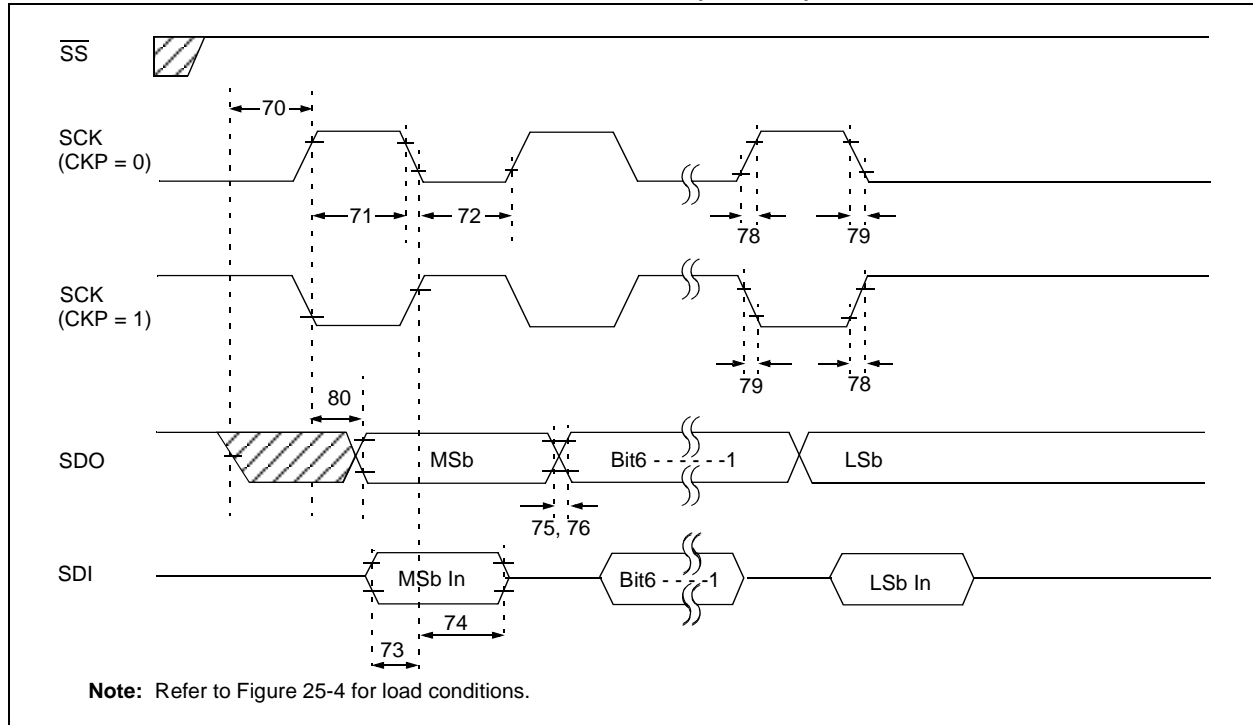 SS
70
SCK
(CKP = 0)
71
72
78
79
SCK
(CKP = 1)
79
78
80
SDO
MSb
Bit6 - - - - - -1
LSb
75, 76
SDI
MSb In
Bit6 - - - - -1
LSb In
74
73
Note: Refer to Figure 25-4 for load conditions.